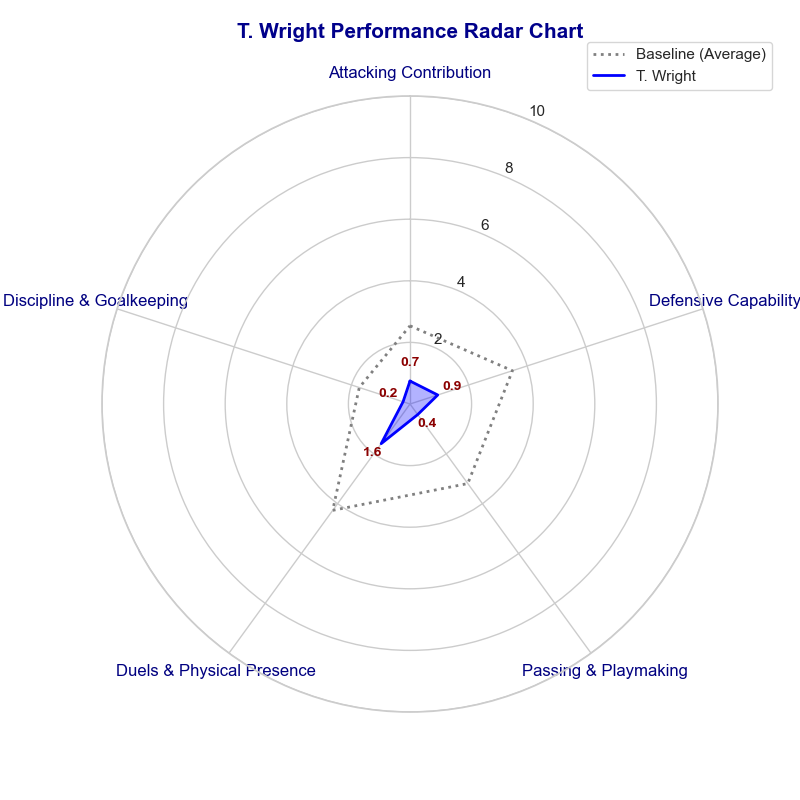 T. Wright Performance Radar Chart
Baseline (Average)
T. Wright
Attacking Contribution
10
8
6
4
2
Discipline & Goalkeeping
Defensive Capability
0.7
0.9
0.2
0.4
1.6
Duels & Physical Presence
Passing & Playmaking